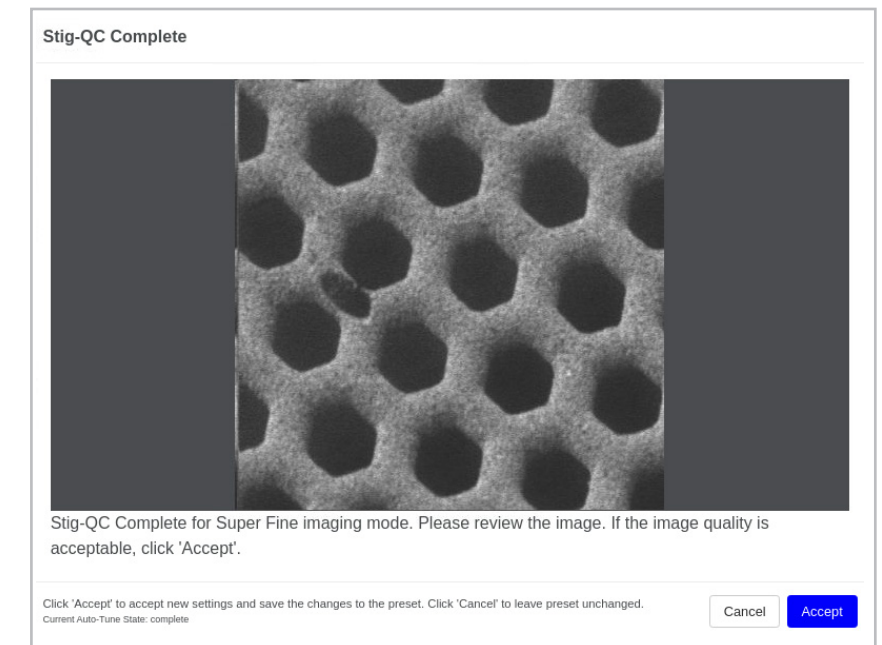 Stig-QC Complete
Stig-QC Complete for Super Fine imaging mode. Please review the image. If the image quality is
acceptable, click 'Accept'.
Click 'Accept' to accept new settings and save the changes to the preset. Click 'Cancel' to leave preset unchanged.
Current Auto-Tune State: complete
Cancel
Accept